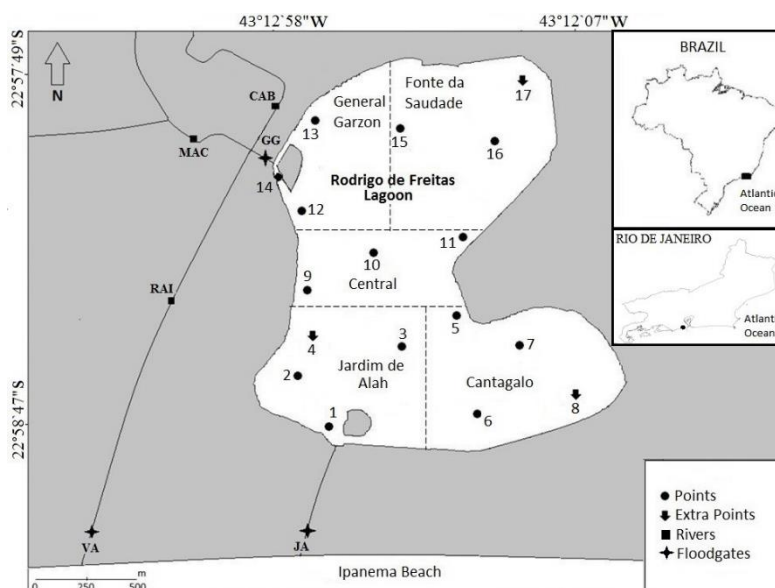 43°12'58"W
43°12'07"W
22°57'49"S
22°58'47"S
N
BRAZIL
Atlantic
Ocean
RIO DE JANEIRO
Atlantic
Ocean
CAB
MAC
GG
RAI
VA
JA
General
Garzon
Fonte da
Saudade
17
13
15
16
14
Rodrigo de Freitas
Lagoon
12
11
10
Central
9
5
4
3
7
Jardim de
Alah
Cantagalo
2
8
1
6
Points
Extra Points
Rivers
Floodgates
0 250 500
m
Ipanema Beach